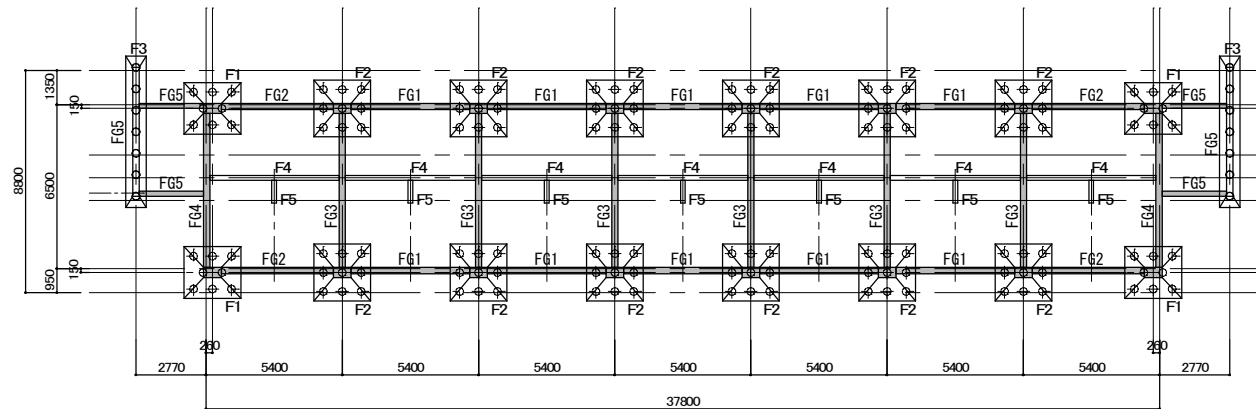 F3 F3
F1 F2 F2 F2 F2 F2 F2 F1
FG5 FG2 FG1 FG1 FG1 FG1 FG2 FG5
1350
150
FG5 FG5
8800
6500
F4 F4 F4 F4 F4 F4 F4
FG5 FG5
F5 F5 F5 F5 F5 F5 F5
FG4 FG3 FG3 FG3 FG3 FG3 FG4
150
950
FG2 FG1 FG1 FG1 FG1 FG2
F1 F2 F2 F2 F2 F2 F2 F1
260 260
2770 5400 5400 5400 5400 5400 5400 5400 2770
37800